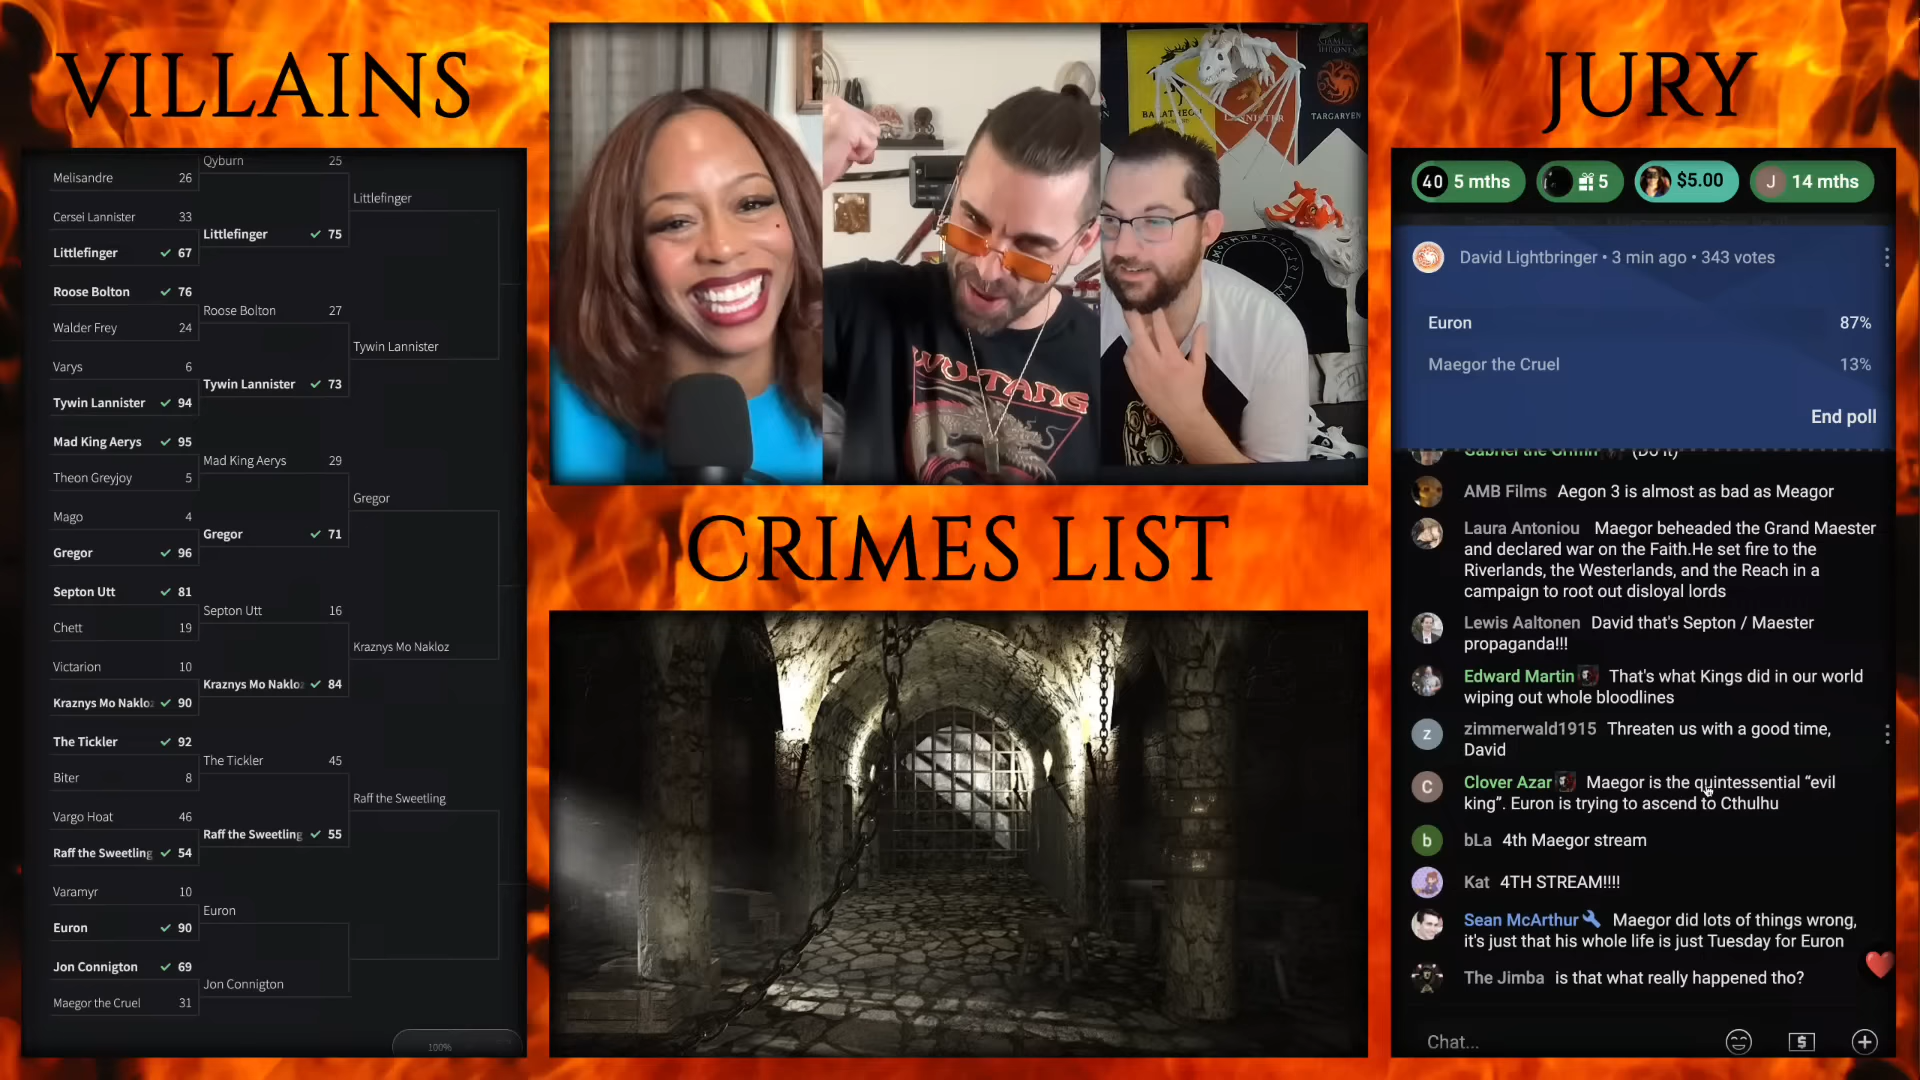 VILLAINS
Melisandre 26
Cersei Lannister 33
Littlefinger ✓ 67
Roose Bolton ✓ 76
Walder Frey 24
Varys 6
Tywin Lannister ✓ 94
Mad King Aerys ✓ 95
Theon Greyjoy 5
Mago 4
Gregor ✓ 96
Septon Utt ✓ 81
Chett 19
Victarion 10
Kraznys Mo Nakloz ✓ 90
The Tickler ✓ 92
Biter 8
Vargo Hoat 46
Raff the Sweetling ✓ 54
Varamyr 10
Euron ✓ 90
Jon Connigton ✓ 69
Maegor the Cruel 31
Qyburn 25
Littlefinger ✓ 75
Roose Bolton 27
Tywin Lannister ✓ 73
Mad King Aerys 29
Gregor ✓ 71
Septon Utt 16
Kraznys Mo Nakloz ✓ 84
The Tickler 45
Raff the Sweetling ✓ 55
Euron
Jon Connigton
Littlefinger
Tywin Lannister
Gregor
Kraznys Mo Nakloz
Raff the Sweetling
100%
WU-TANG
LANNISTER
TARGARYEN
CRIMES LIST
JURY
40 5 mths
5
$5.00
J 14 mths
David Lightbringer • 3 min ago • 343 votes
Euron 87%
Maegor the Cruel 13%
End poll
Gabriel the Griffin (Do it)
AMB Films Aegon 3 is almost as bad as Meagor
Laura Antoniou Maegor beheaded the Grand Maester
and declared war on the Faith.He set fire to the
Riverlands, the Westerlands, and the Reach in a
campaign to root out disloyal lords
Lewis Aaltonen David that's Septon / Maester
propaganda!!!
Edward Martin That's what Kings did in our world
wiping out whole bloodlines
z zimmerwald1915 Threaten us with a good time,
David
C Clover Azar Maegor is the quintessential “evil
king”. Euron is trying to ascend to Cthulhu
b bLa 4th Maegor stream
Kat 4TH STREAM!!!!
Sean McArthur Maegor did lots of things wrong,
it's just that his whole life is just Tuesday for Euron
The Jimba is that what really happened tho?
Chat...